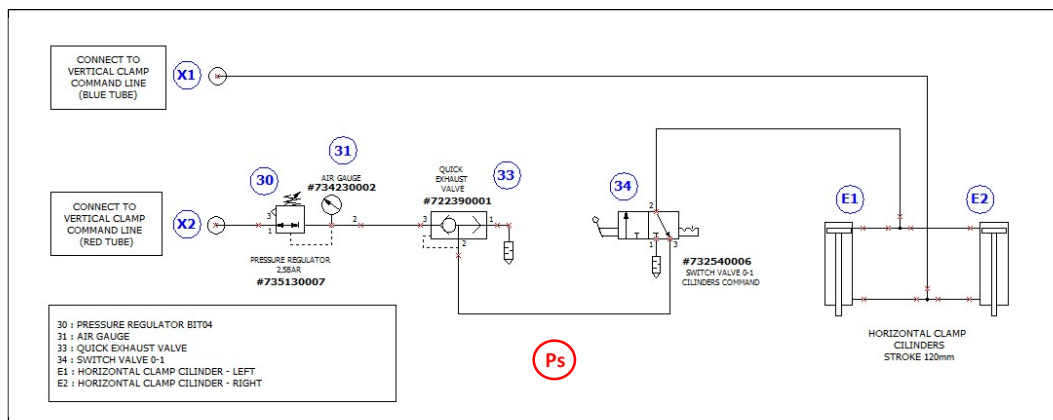 CONNECT TO
VERTICAL CLAMP
COMMAND LINE
(BLUE TUBE)
X1
CONNECT TO
VERTICAL CLAMP
COMMAND LINE
(RED TUBE)
X2
30
3
1
PRESSURE REGULATOR
2,5BAR
#735130007
31
AIR GAUGE
#734230002
2
QUICK
EXHAUST
VALVE
#722390001
33
3
1
2
34
2
1
3
#732540006
SWITCH VALVE 0-1
CILINDERS COMMAND
E1
E2
HORIZONTAL CLAMP
CILINDERS
STROKE 120mm
Ps
30 : PRESSURE REGULATOR BIT04
31 : AIR GAUGE
33 : QUICK EXHAUST VALVE
34 : SWITCH VALVE 0-1
E1 : HORIZONTAL CLAMP CILINDER - LEFT
E2 : HORIZONTAL CLAMP CILINDER - RIGHT